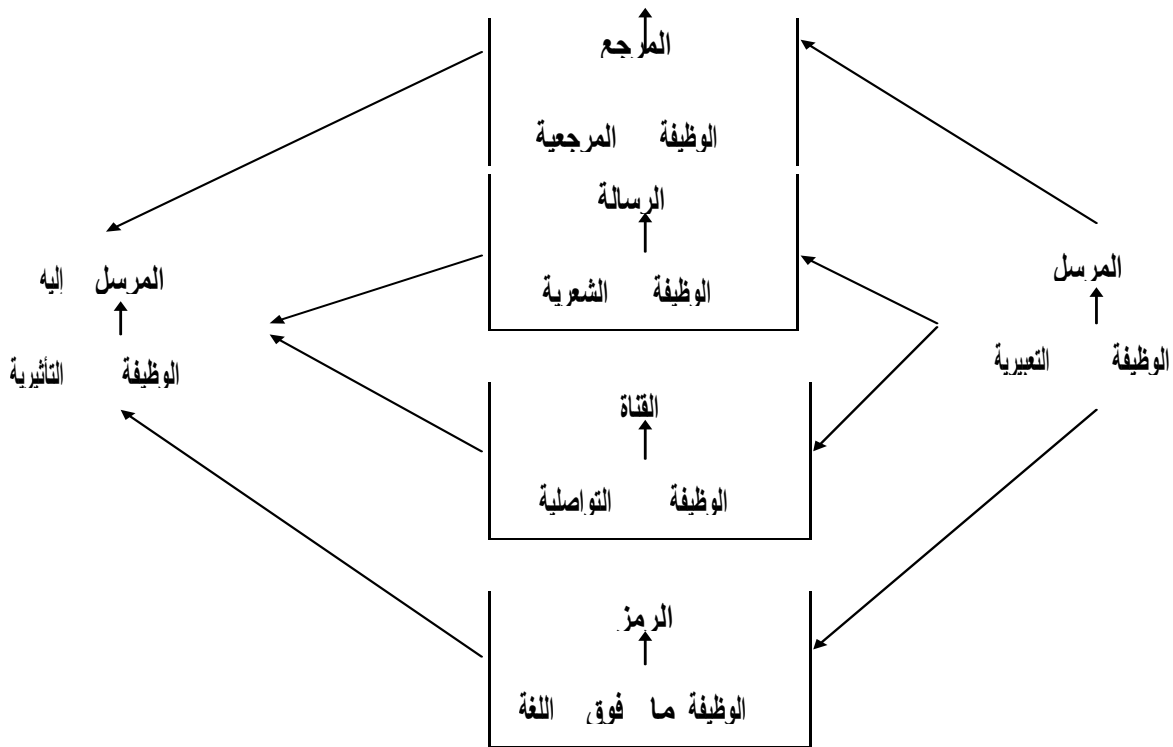 المرجع
الوظيفة المرجعية
الرسالة
الوظيفة الشعرية
المرسل
الوظيفة التعبيرية
المرسل إليه
الوظيفة التأثيرية
القناة
الوظيفة التواصلية
الرمز
الوظيفة ما فوق اللغة